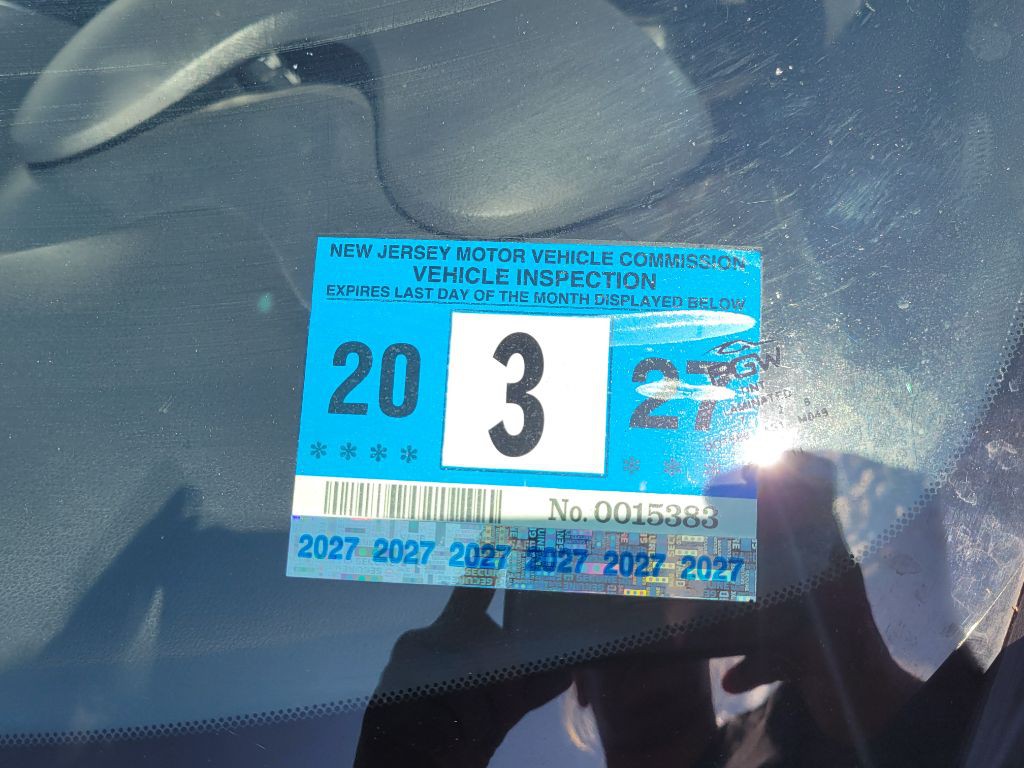 NEW JERSEY MOTOR VEHICLE COMMISSION
VEHICLE INSPECTION
EXPIRES LAST DAY OF THE MONTH DISPLAYED BELOW
20 3 27
PGW
No. 0015383
2027 2027 2027 2027 2027 2027